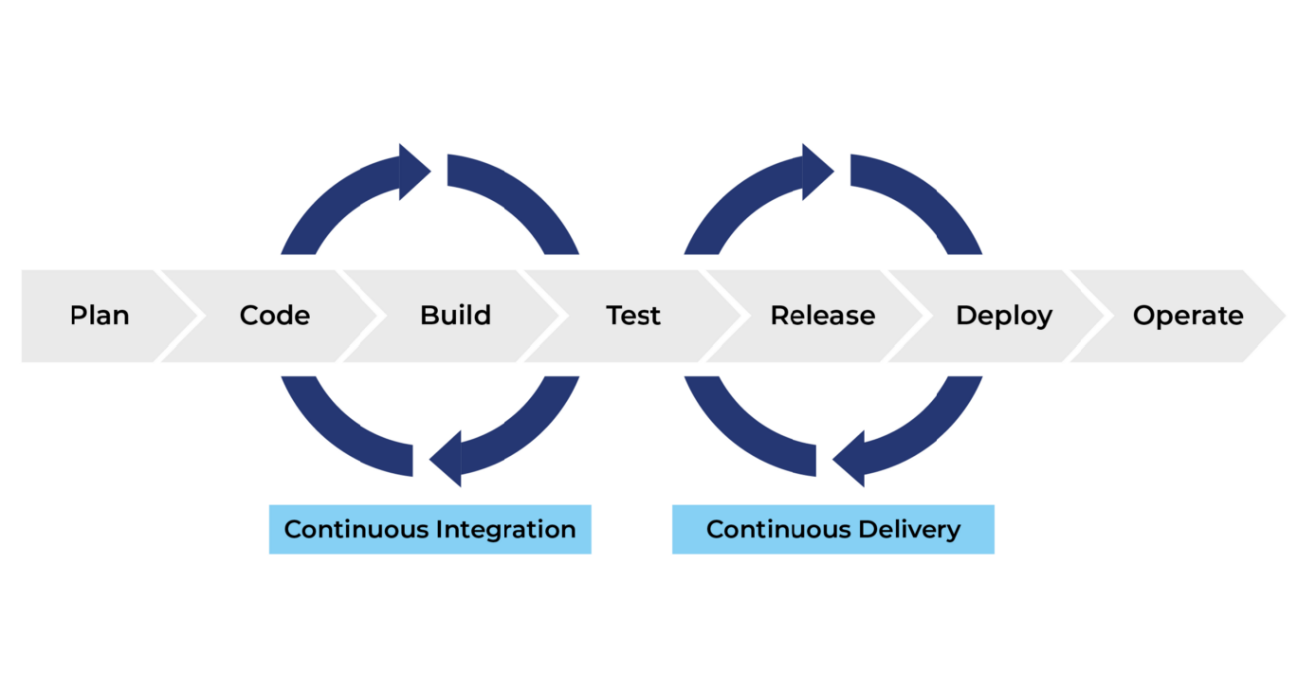 Plan
Code
Build
Test
Release
Deploy
Operate
Continuous Integration
Continuous Delivery